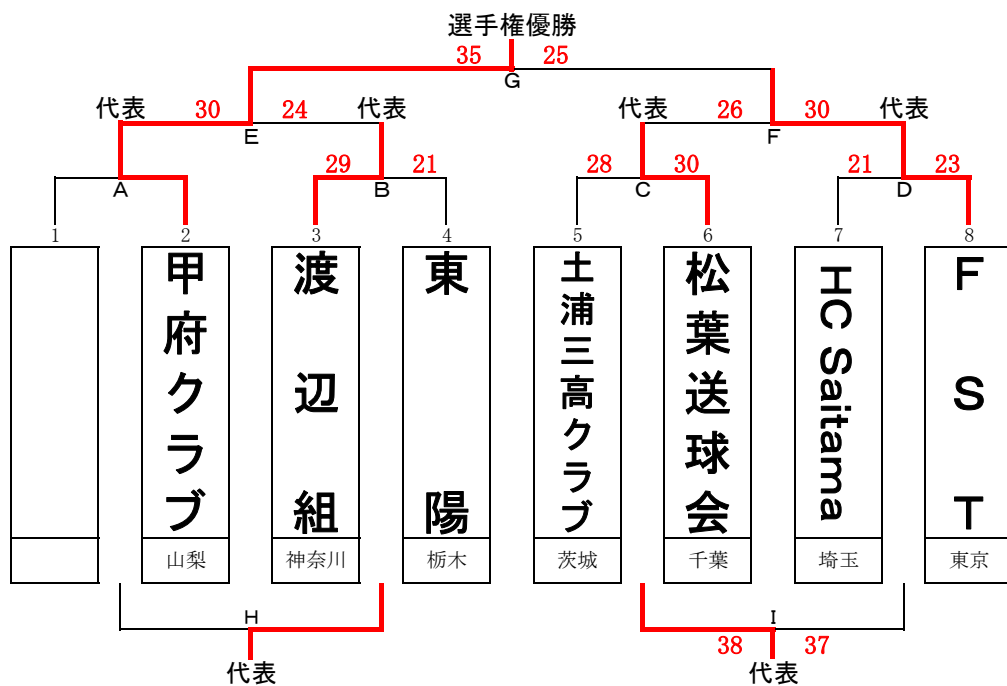 選手権優勝
35 25
G
代表 30 24 代表 代表 26 30 代表
E F
29 21 28 30 21 23
A B C D
1 2 3 4 5 6 7 8
甲府クラブ
渡辺組
東陽
土浦三高クラブ
松葉送球会
HC Saitama
FST
山梨 神奈川 栃木 茨城 千葉 埼玉 東京
H I
38 37
代表 代表